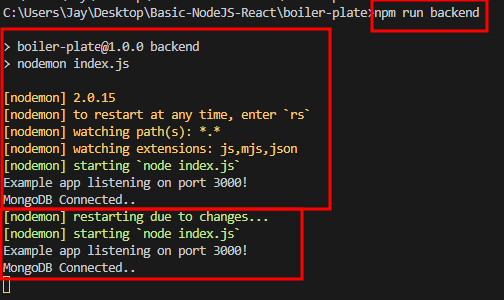 C:\Users\Jay\Desktop\Basic-NodeJS-React\boiler-plate>npm run backend
> boiler-plate@1.0.0 backend
> nodemon index.js
[nodemon] 2.0.15
[nodemon] to restart at any time, enter `rs`
[nodemon] watching path(s): *.*
[nodemon] watching extensions: js,mjs,json
[nodemon] starting `node index.js`
Example app listening on port 3000!
MongoDB Connected..
[nodemon] restarting due to changes...
[nodemon] starting `node index.js`
Example app listening on port 3000!
MongoDB Connected..